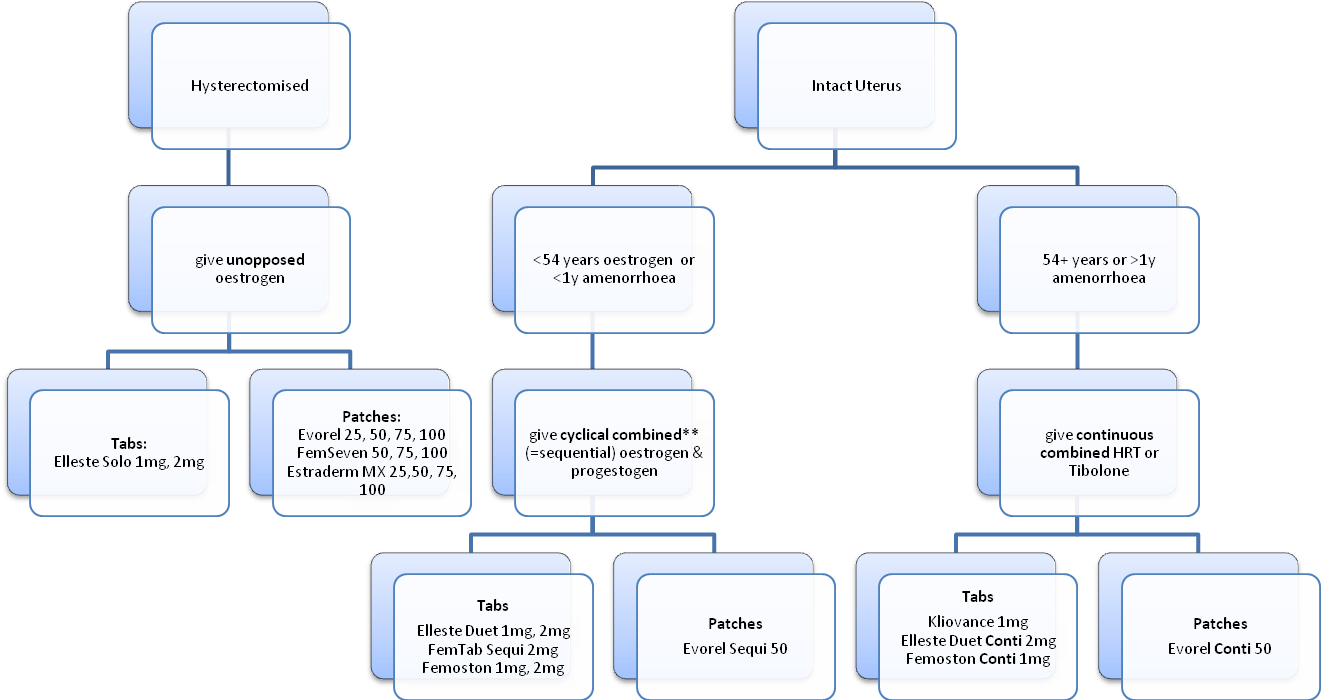 Hysterectomised
Intact Uterus
give unopposed
oestrogen
<54 years oestrogen or
<1y amenorrhoea
54+ years or >1y
amenorrhoea
Tabs:
Elleste Solo 1mg, 2mg
Patches:
Evorel 25, 50, 75, 100
FemSeven 50, 75, 100
Estraderm MX 25,50, 75,
100
give cyclical combined**
(=sequential) oestrogen &
progestogen
give continuous
combined HRT or
Tibolone
Tabs
Elleste Duet 1mg, 2mg
FemTab Sequi 2mg
Femoston 1mg, 2mg
Patches
Evorel Sequi 50
Tabs
Kliovance 1mg
Elleste Duet Conti 2mg
Femoston Conti 1mg
Patches
Evorel Conti 50